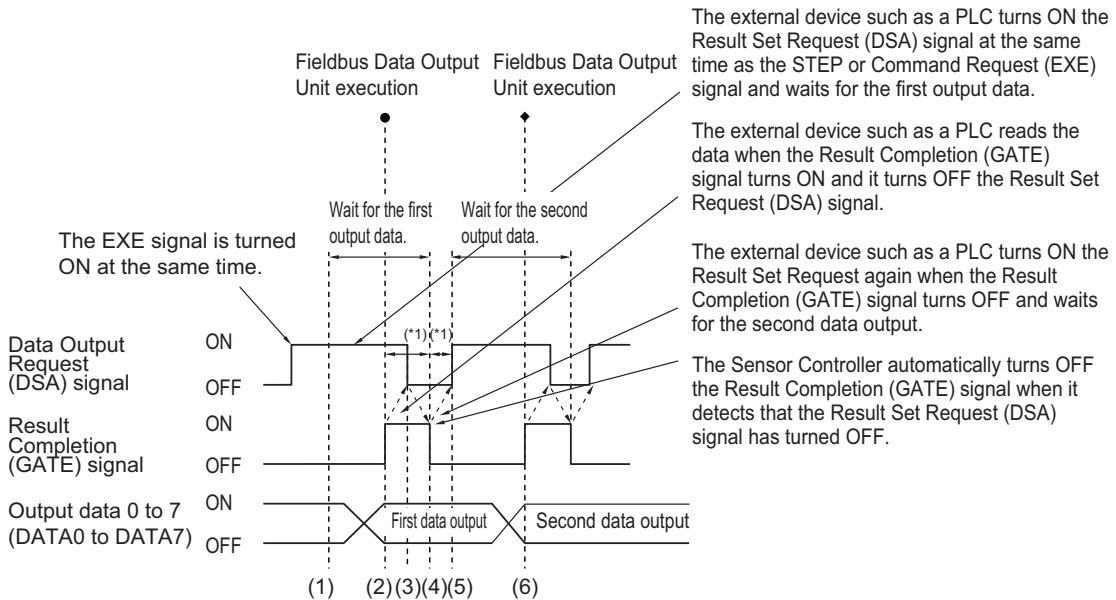 The external device such as a PLC turns ON the
Result Set Request (DSA) signal at the same
time as the STEP or Command Request (EXE)
signal and waits for the first output data.
Fieldbus Data Output
Unit execution
Fieldbus Data Output
Unit execution
The external device such as a PLC reads the
data when the Result Completion (GATE)
signal turns ON and it turns OFF the Result Set
Request (DSA) signal.
Wait for the first
output data.
Wait for the second
output data.
The EXE signal is turned
ON at the same time.
The external device such as a PLC turns ON the
Result Set Request again when the Result
Completion (GATE) signal turns OFF and waits
for the second data output.
Data Output
Request
(DSA) signal
ON
OFF
(*1)
(*1)
The Sensor Controller automatically turns OFF
the Result Completion (GATE) signal when it
detects that the Result Set Request (DSA)
signal has turned OFF.
Result
Completion
(GATE) signal
ON
OFF
Output data 0 to 7
(DATA0 to DATA7)
ON
OFF
First data output
Second data output
(1)
(2)
(3)
(4)
(5)
(6)